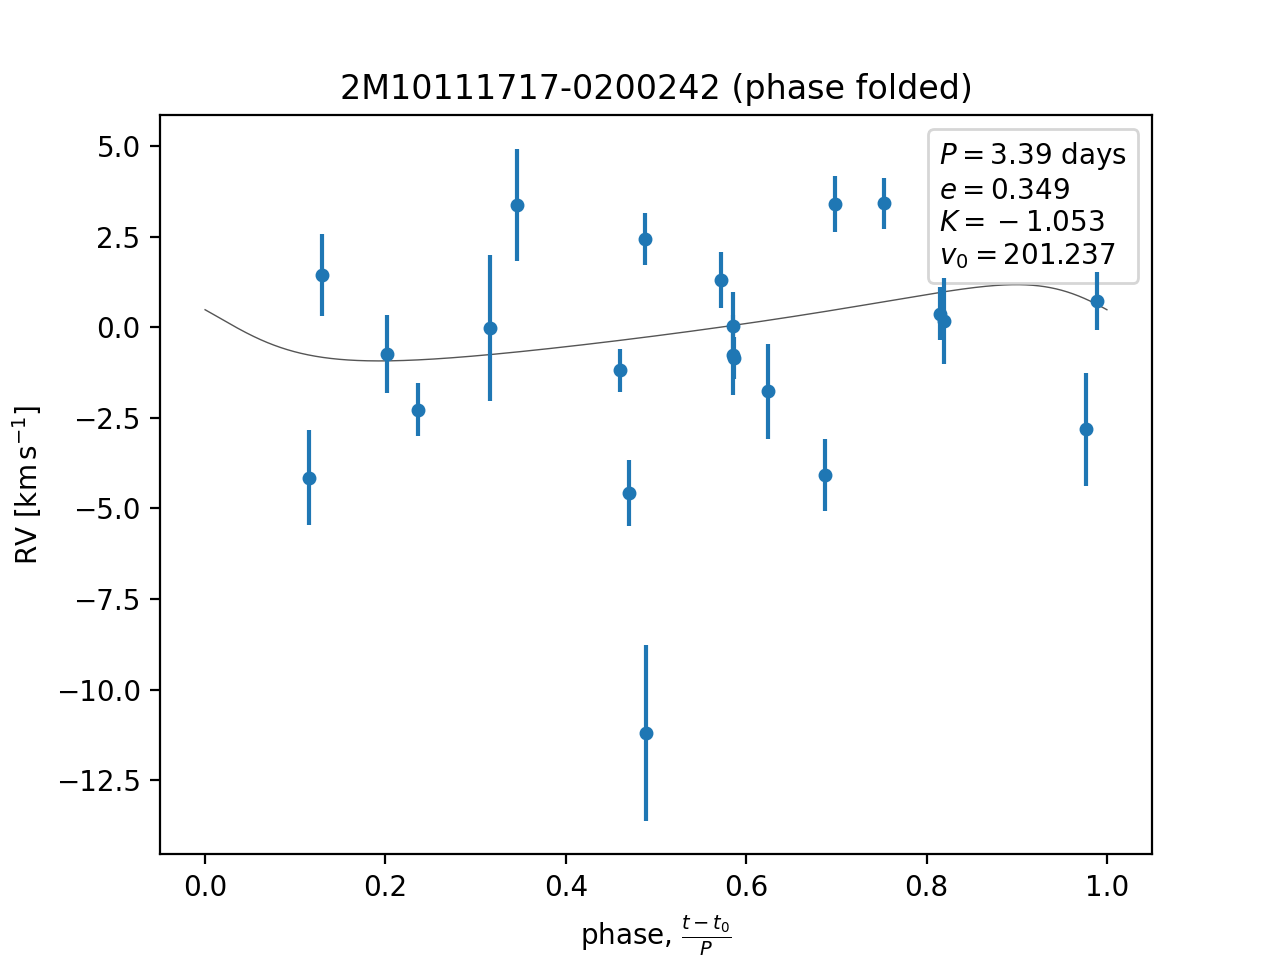 2M10111717-0200242 (phase folded)
P = 3.39 days
e = 0.349
K = −1.053
v₀ = 201.237
5.0
2.5
0.0
−2.5
−5.0
−7.5
−10.0
−12.5
RV [km s⁻¹]
0.0 0.2 0.4 0.6 0.8 1.0
phase, (t − t₀)/P